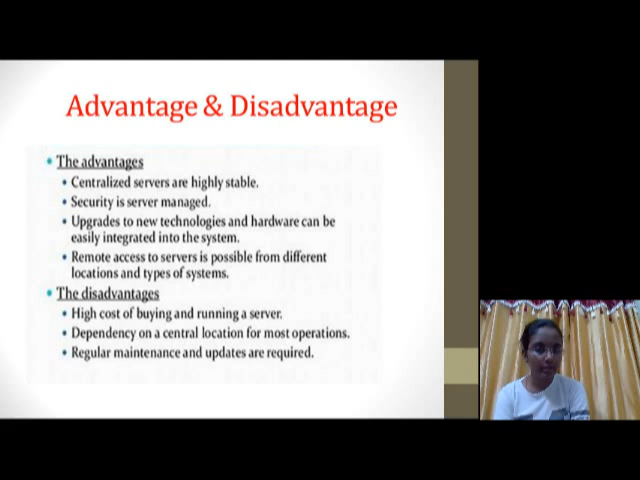 Advantage & Disadvantage
• The advantages
• Centralized servers are highly stable.
• Security is server managed.
• Upgrades to new technologies and hardware can be
easily integrated into the system.
• Remote access to servers is possible from different
locations and types of systems.
• The disadvantages
• High cost of buying and running a server.
• Dependency on a central location for most operations.
• Regular maintenance and updates are required.